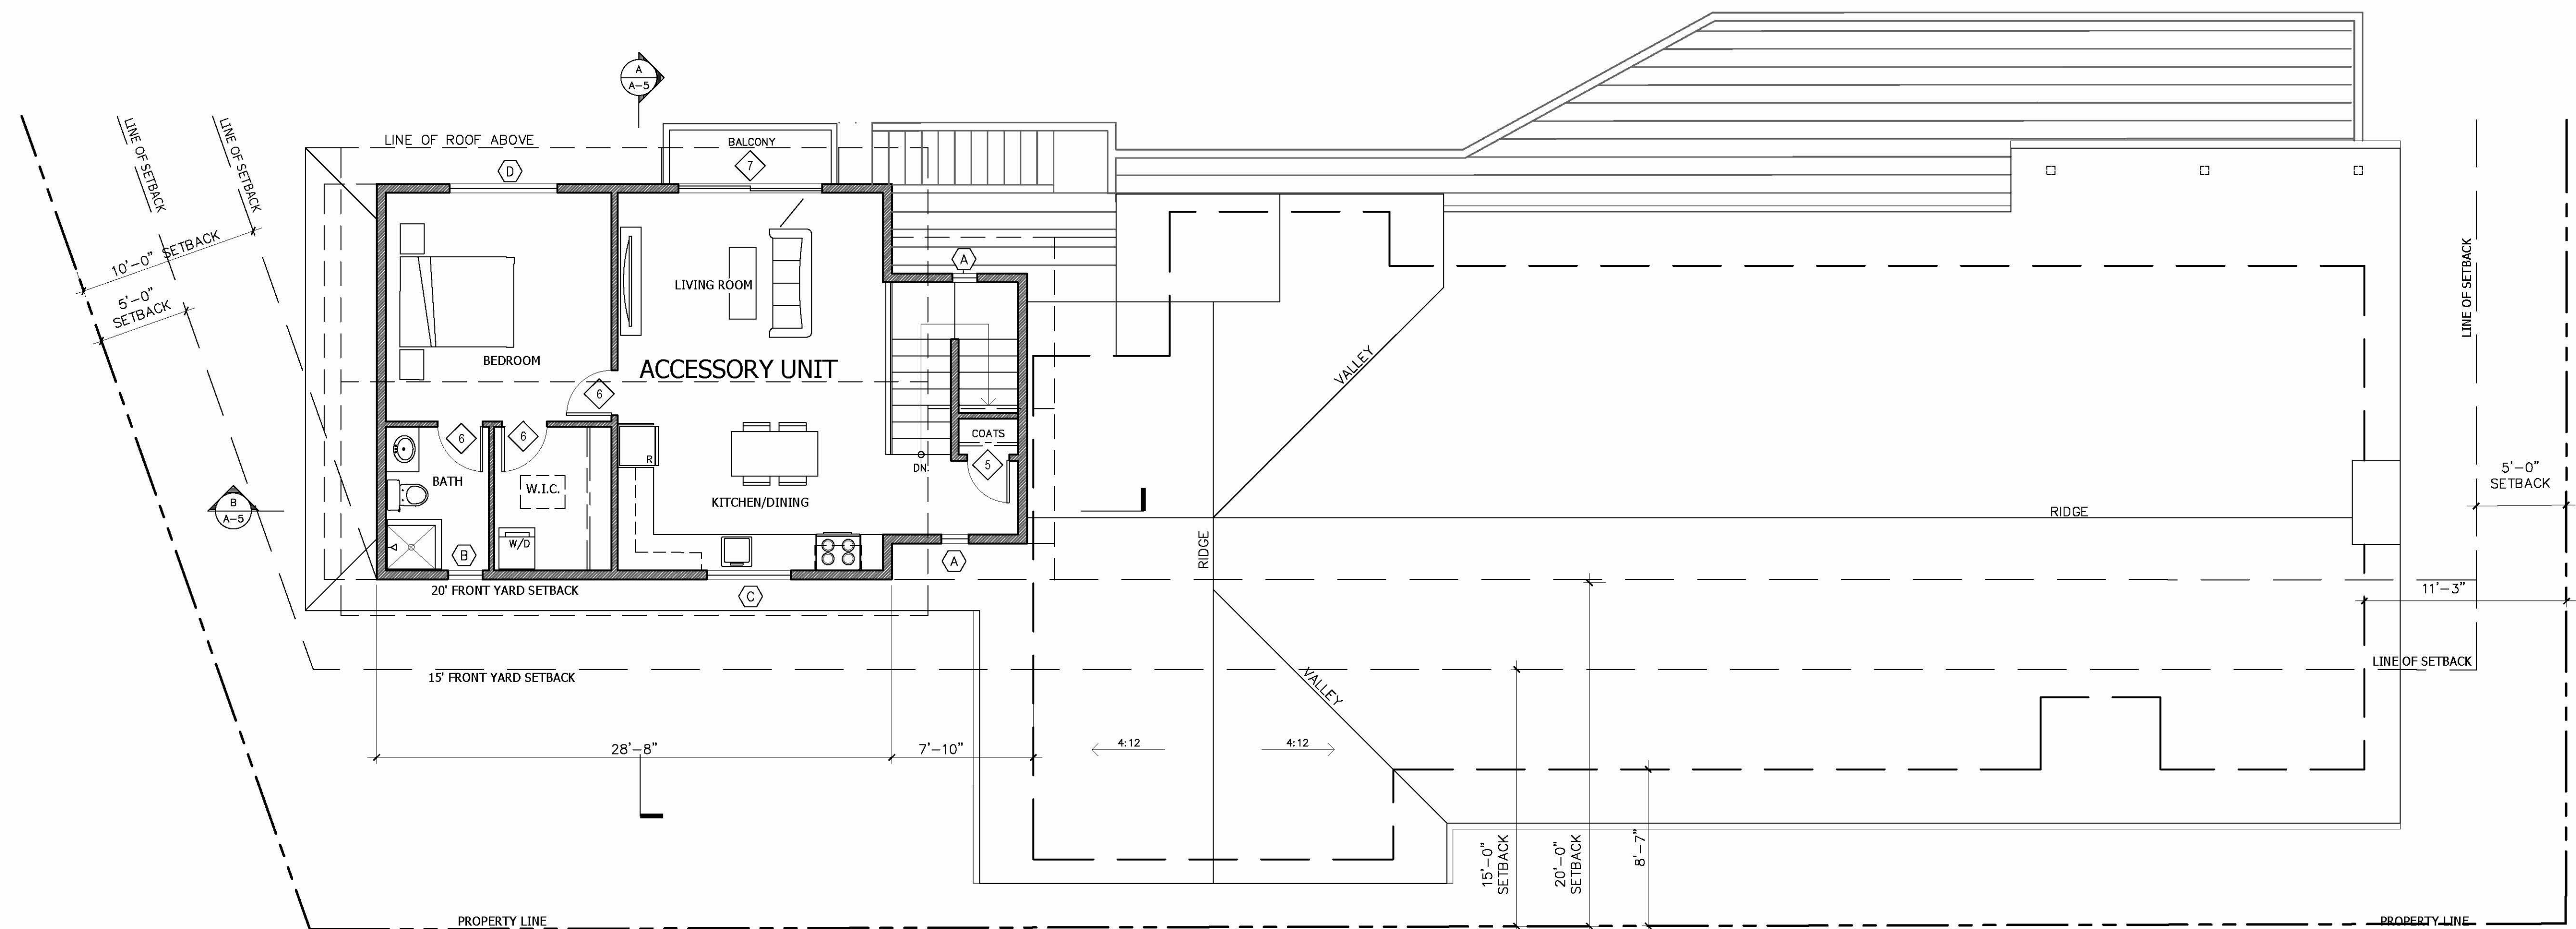 A
A-5
LINE OF SETBACK
LINE OF SETBACK
LINE OF ROOF ABOVE
BALCONY
7
D
10'-0" SETBACK
5'-0"
SETBACK
A
LIVING ROOM
LINE OF SETBACK
BEDROOM
ACCESSORY UNIT
VALLEY
6
6
6
COATS
5
R
DN.
BATH
W.I.C.
KITCHEN/DINING
B
A-5
W/D
B
A
C
RIDGE
RIDGE
5'-0"
SETBACK
20' FRONT YARD SETBACK
11'-3"
15' FRONT YARD SETBACK
LINE OF SETBACK
VALLEY
28'-8"
7'-10"
4:12
4:12
15'-0"
SETBACK
20'-0"
SETBACK
8'-7"
PROPERTY LINE
PROPERTY LINE